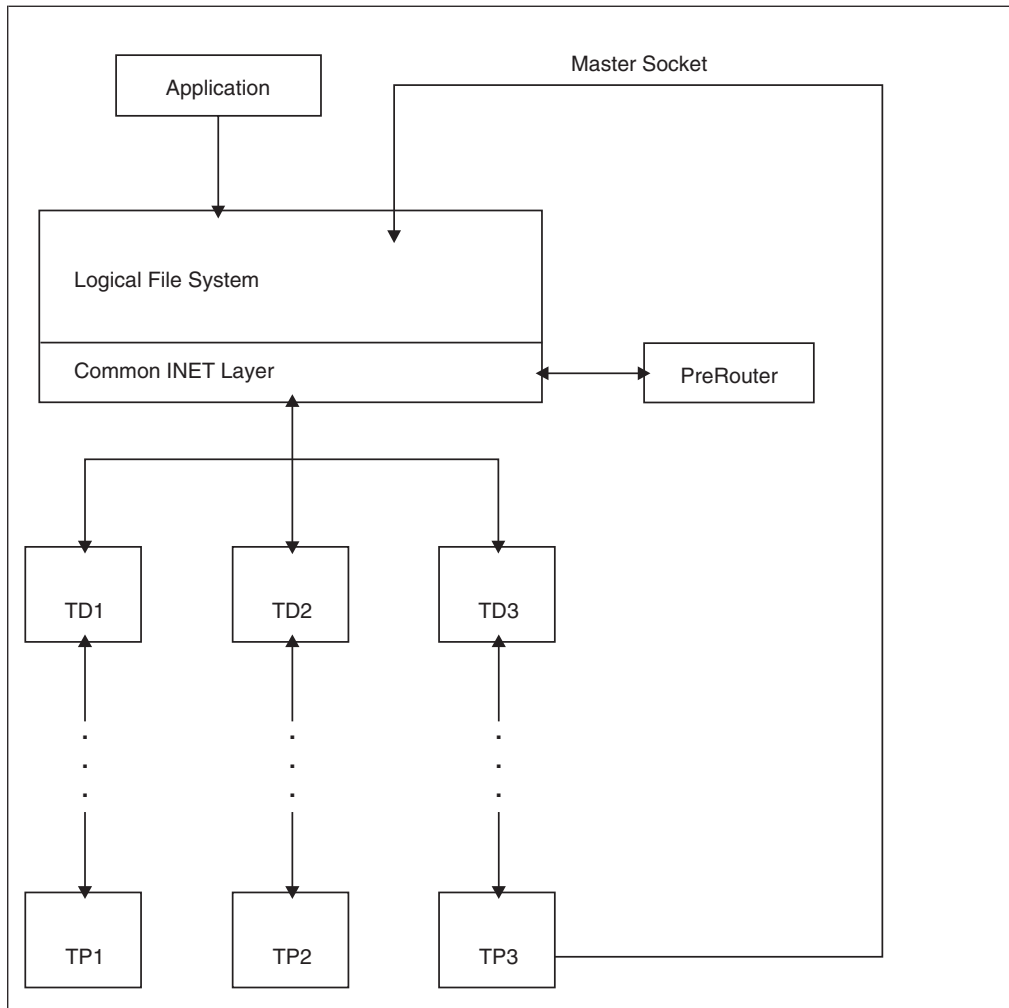 Master Socket
Application
Logical File System
Common INET Layer
PreRouter
TD1
TD2
TD3
TP1
TP2
TP3